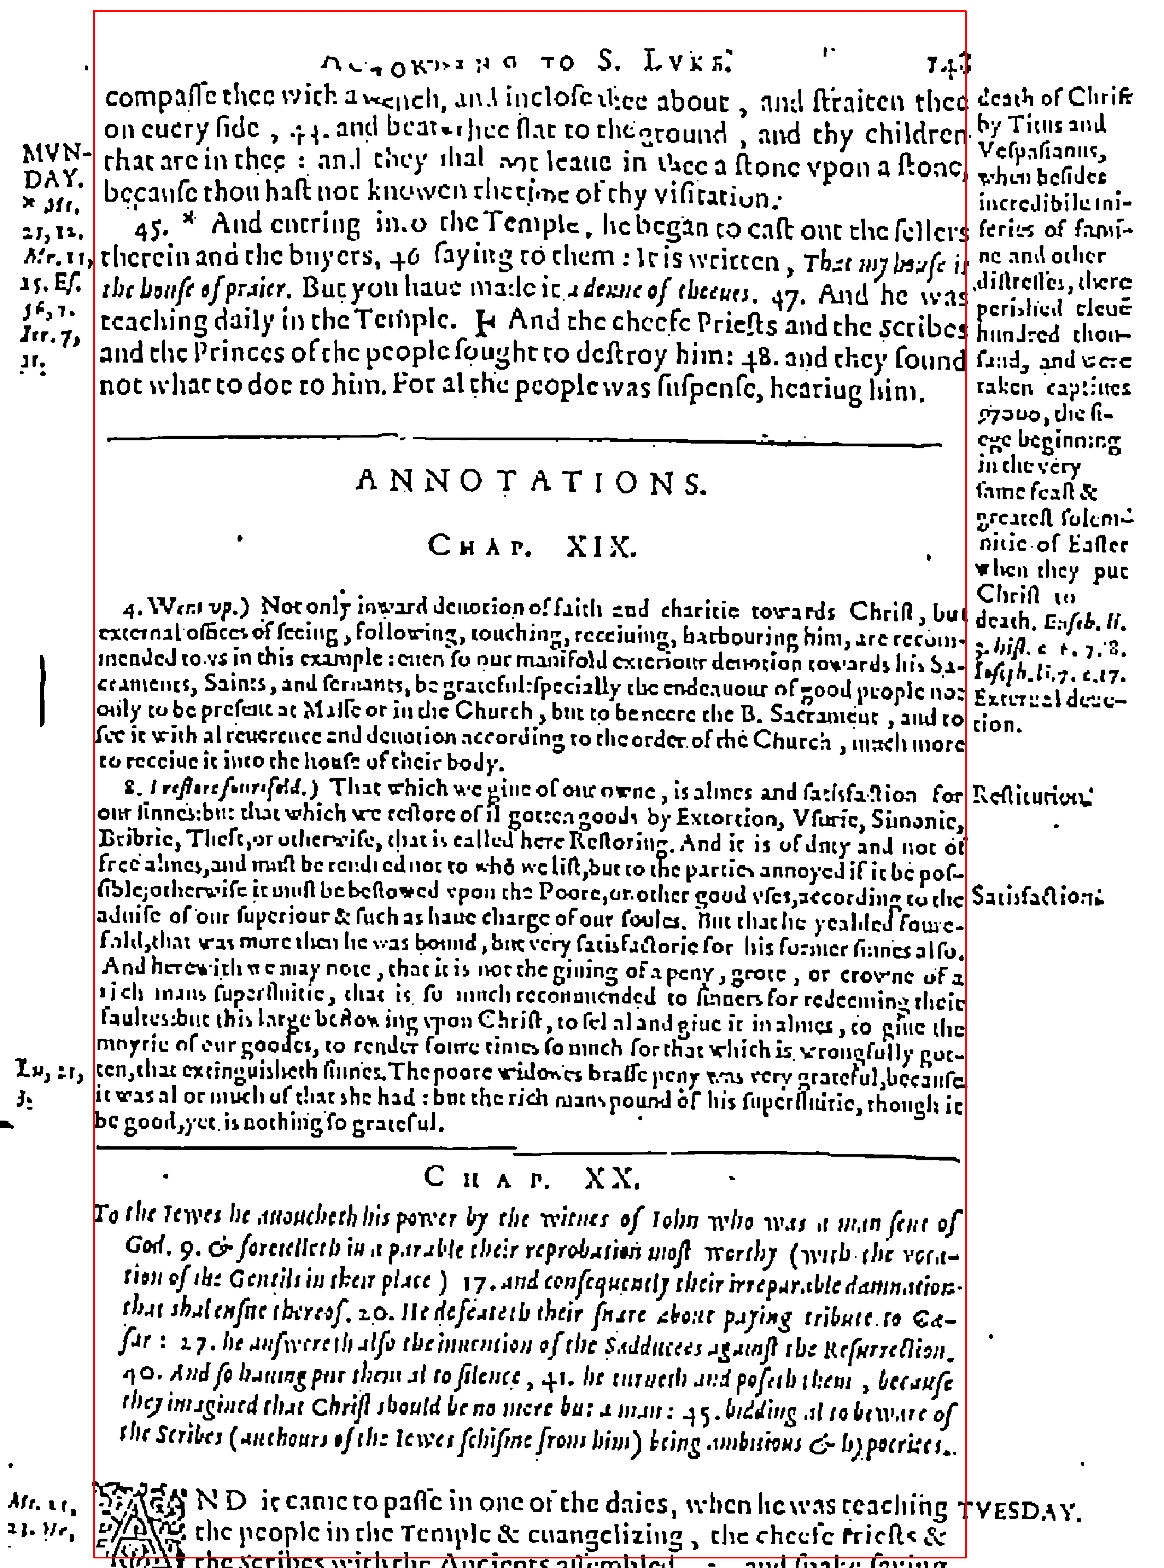 ACCORDING TO S. LVKE. 143
compaſſe thee with a trench, and incloſe thee about, and ſtraiten thee
on euery ſide, 44. and beat thee flat to the ground, and thy children
that are in thee: and they shal not leaue in thee a ſtone vpon a ſtone,
becauſe thou haſt not knowen the time of thy viſitation.
45. * And entring into the Temple, he began to caſt out the ſellers
therein and the buyers, 46 ſaying to them: It is written, That my houſe is
the houſe of praier. But you haue made it a denne of theeues. 47. And he was
teaching daily in the Temple. And the cheefe Prieſts and the Scribes
and the Princes of the people ſought to deſtroy him: 48. and they found
not what to doe to him. For al the people was ſuſpenſe, hearing him.
MVN-
DAY.
* Mt.
21, 12.
Mr. 11,
15. Eſ.
56, 7.
Ier. 7,
11.
death of Chriſt
by Titus and
Veſpaſianus,
when beſides
incredibile mi-
ſeries of fami-
ne and other
diſtreſſes, there
perished eleuē
hundred thou-
ſand, and were
taken captiues
97000, the ſi-
ege beginning
in the very
ſame feaſt &
greateſt ſolem-
nitie of Eaſter
when they put
Chriſt to
death. Euſeb. li.
3. hiſt. c. 6. 7. 8.
Ioſeph. li. 7. c. 17.
ANNOTATIONS.
CHAP. XIX.
4. Went vp.) Not only inward deuotion of faith and charitie towards Chriſt, but
external offices of ſeeing, following, touching, receiuing, harbouring him, are recom-
mended to vs in this example: euen ſo our manifold exteriour deuotion towards his Sa-
craments, Saints, and ſeruants, be grateful: ſpecially the endeauour of good people not
only to be preſent at Maſſe or in the Church, but to be neere the B. Sacrament, and to
ſee it with al reuerence and deuotion according to the order of the Church, much more
to receiue it into the houſe of their body.
External deuo-
tion.
8. I reſtore fourefold.) That which we giue of our owne, is almes and ſatisfaction for
our ſinnes: but that which we reſtore of il gotten goods by Extortion, Vſurie, Simonie,
Bribrie, Theft, or otherwiſe, that is called here Reſtoring. And it is of duty and not of
free almes, and muſt be rendred not to whō we liſt, but to the parties annoyed if it be poſ-
ſible; otherwiſe it muſt be beſtowed vpon the Poore, or other good vſes, according to the
aduiſe of our ſuperiour & ſuch as haue charge of our ſoules. But that he yealded foure-
fold, that was more then he was bound, but very ſatisfactorie for his former ſinnes alſo.
And herewith we may note, that it is not the giuing of a peny, grote, or crowne of a
rich mans ſuperfluitie, that is ſo much recommended to ſinners for redeeming their
faultes: but this large beſtowing vpon Chriſt, to ſel al and giue it in almes, to giue the
moytie of our goodes, to render foure times ſo much for that which is wrongfully got-
ten, that extinguisheth ſinnes. The poore widowes braſſe peny was very grateful, becauſe
it was al or much of that she had: but the rich mans pound of his ſuperfluitie, though it
be good, yet is nothing ſo grateful.
Reſtitution.
Satisfaction.
Lu, 21,
3.
CHAP. XX.
To the Iewes he auoucheth his power by the witnes of Iohn who was a man ſent of
God. 9. & foretelleth in a parable their reprobation moſt worthy (with the voca-
tion of the Gentils in their place) 17. and conſequently their irreparable damnation
that shal enſue thereof. 20. He defeateth their ſnare about paying tribute to Cæ-
ſar: 27. he anſwereth alſo the inuention of the Sadducees againſt the Reſurrection.
40. And ſo hauing put them al to ſilence, 41. he turneth and poſeth them, becauſe
they imagined that Chriſt should be no more but a man: 45. bidding al to beware of
the Scribes (authours of the Iewes ſchiſme from him) being ambitious & hypocrites.
Mt. 21,
23. Mr,
AND it came to paſſe in one of the daies, when he was teaching
the people in the Temple & euangelizing, the cheefe Prieſts &
the Scribes with the Ancients aſſembled, and ſpake ſaying
TVESDAY.